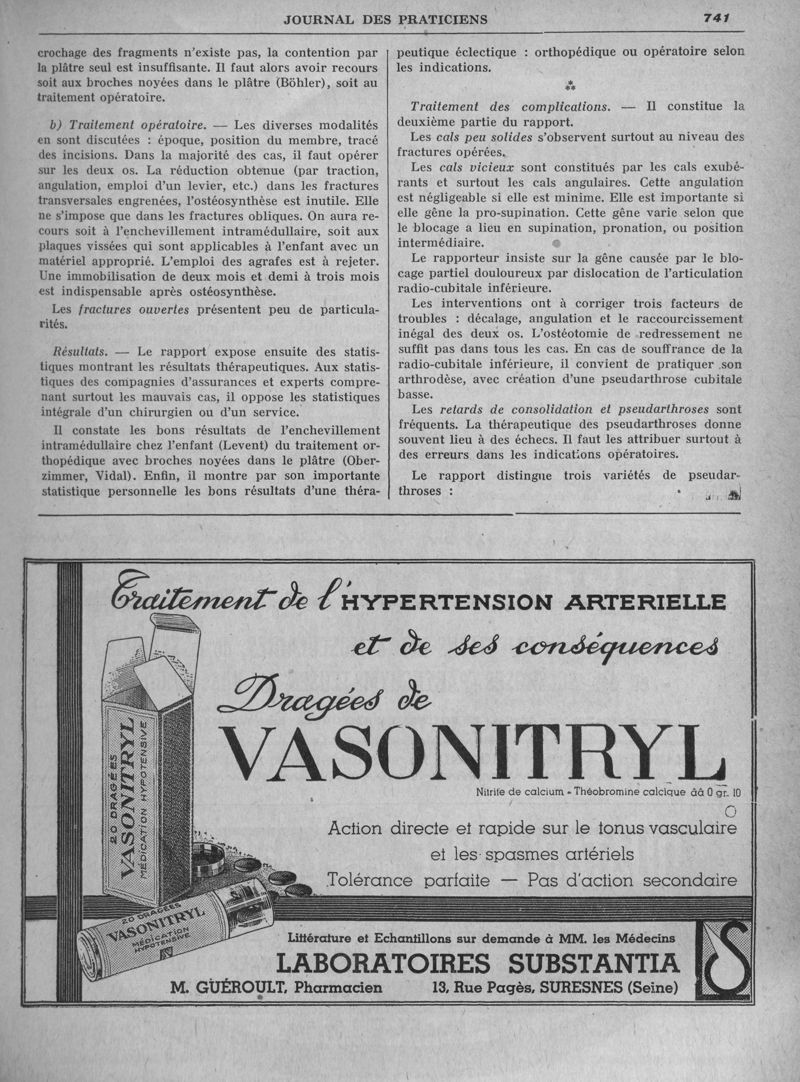 JOURNAL DES PRATICIENS 741
crochage des fragments n'existe pas, la contention par
la plâtre seul est insuffisante. Il faut alors avoir recours
soit aux broches noyées dans le plâtre (Böhler), soit au
traitement opératoire.
b) Traitement opératoire. — Les diverses modalités
en sont discutées : époque, position du membre, tracé
des incisions. Dans la majorité des cas, il faut opérer
sur les deux os. La réduction obtenue (par traction,
angulation, emploi d'un levier, etc.) dans les fractures
transversales engrenées, l'ostéosynthèse est inutile. Elle
ne s'impose que dans les fractures obliques. On aura re-
cours soit à l'enchevillement intramédullaire, soit aux
plaques vissées qui sont applicables à l'enfant avec un
matériel approprié. L'emploi des agrafes est à rejeter.
Une immobilisation de deux mois et demi à trois mois
est indispensable après ostéosynthèse.
Les fractures ouvertes présentent peu de particula-
rités.
Résultats. — Le rapport expose ensuite des statis-
tiques montrant les résultats thérapeutiques. Aux statis-
tiques des compagnies d'assurances et experts compre-
nant surtout les mauvais cas, il oppose les statistiques
intégrale d'un chirurgien ou d'un service.
Il constate les bons résultats de l'enchevillement
intramédullaire chez l'enfant (Levent) du traitement or-
thopédique avec broches noyées dans le plâtre (Ober-
zimmer, Vidal). Enfin, il montre par son importante
statistique personnelle les bons résultats d'une théra-
peutique éclectique : orthopédique ou opératoire selon
les indications.
*
**
Traitement des complications. — Il constitue la
deuxième partie du rapport.
Les cals peu solides s'observent surtout au niveau des
fractures opérées.
Les cals vicieux sont constitués par les cals exubé-
rants et surtout les cals angulaires. Cette angulation
est négligeable si elle est minime. Elle est importante si
elle gêne la pro-supination. Cette gêne varie selon que
le blocage a lieu en supination, pronation, ou position
intermédiaire.
Le rapporteur insiste sur la gêne causée par le blo-
cage partiel douloureux par dislocation de l'articulation
radio-cubitale inférieure.
Les interventions ont à corriger trois facteurs de
troubles : décalage, angulation et le raccourcissement
inégal des deux os. L'ostéotomie de redressement ne
suffit pas dans tous les cas. En cas de souffrance de la
radio-cubitale inférieure, il convient de pratiquer son
arthrodèse, avec création d'une pseudarthrose cubitale
basse.
Les retards de consolidation et pseudarthroses sont
fréquents. La thérapeutique des pseudarthroses donne
souvent lieu à des échecs. Il faut les attribuer surtout à
des erreurs dans les indications opératoires.
Le rapport distingue trois variétés de pseudar-
throses :
Traitement de l'HYPERTENSION ARTERIELLE
et de ses conséquences
Dragées de
VASONITRYL
Nitrite de calcium - Théobromine calcique ââ 0 gr. 10
Action directe et rapide sur le tonus vasculaire
et les spasmes artériels
Tolérance parfaite — Pas d'action secondaire
20 DRAGÉES
VASONITRYL
MÉDICATION HYPOTENSIVE
20 DRAGÉES
VASONITRYL
MÉDICATION
HYPOTENSIVE
Littérature et Echantillons sur demande à MM. les Médecins
LABORATOIRES SUBSTANTIA
M. GUÉROULT, Pharmacien 13, Rue Pagès, SURESNES (Seine)